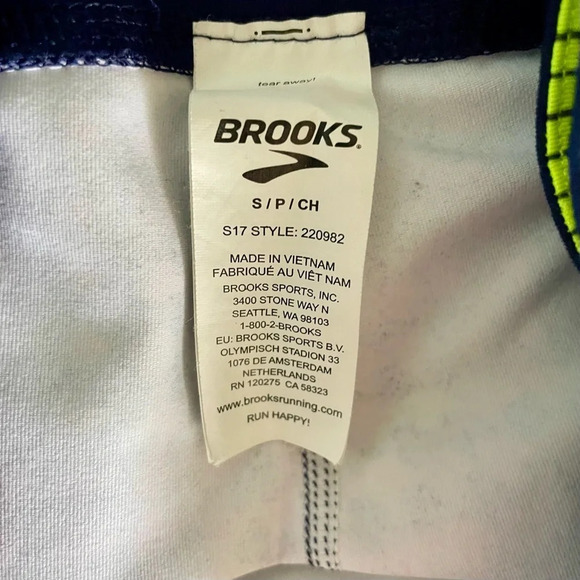 tear away!
BROOKS
S / P / CH
S17 STYLE: 220982
MADE IN VIETNAM
FABRIQUÉ AU VIÊT NAM
BROOKS SPORTS, INC.
3400 STONE WAY N
SEATTLE, WA 98103
1-800-2-BROOKS
EU: BROOKS SPORTS B.V.
OLYMPISCH STADION 33
1076 DE AMSTERDAM
NETHERLANDS
RN 120275 CA 58323
www.brooksrunning.com
RUN HAPPY!